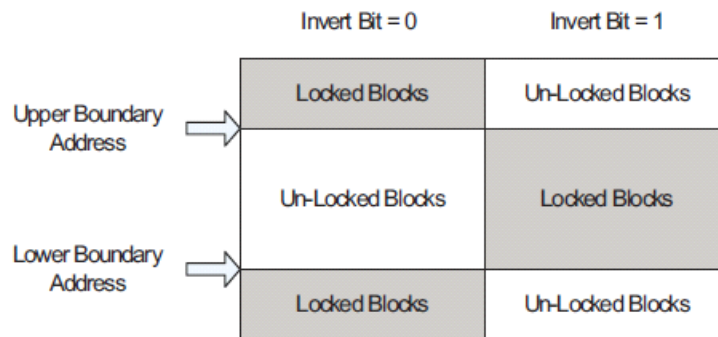 Invert Bit = 0 Invert Bit = 1
Locked Blocks Un-Locked Blocks
Upper Boundary
Address
Un-Locked Blocks Locked Blocks
Lower Boundary
Address
Locked Blocks Un-Locked Blocks